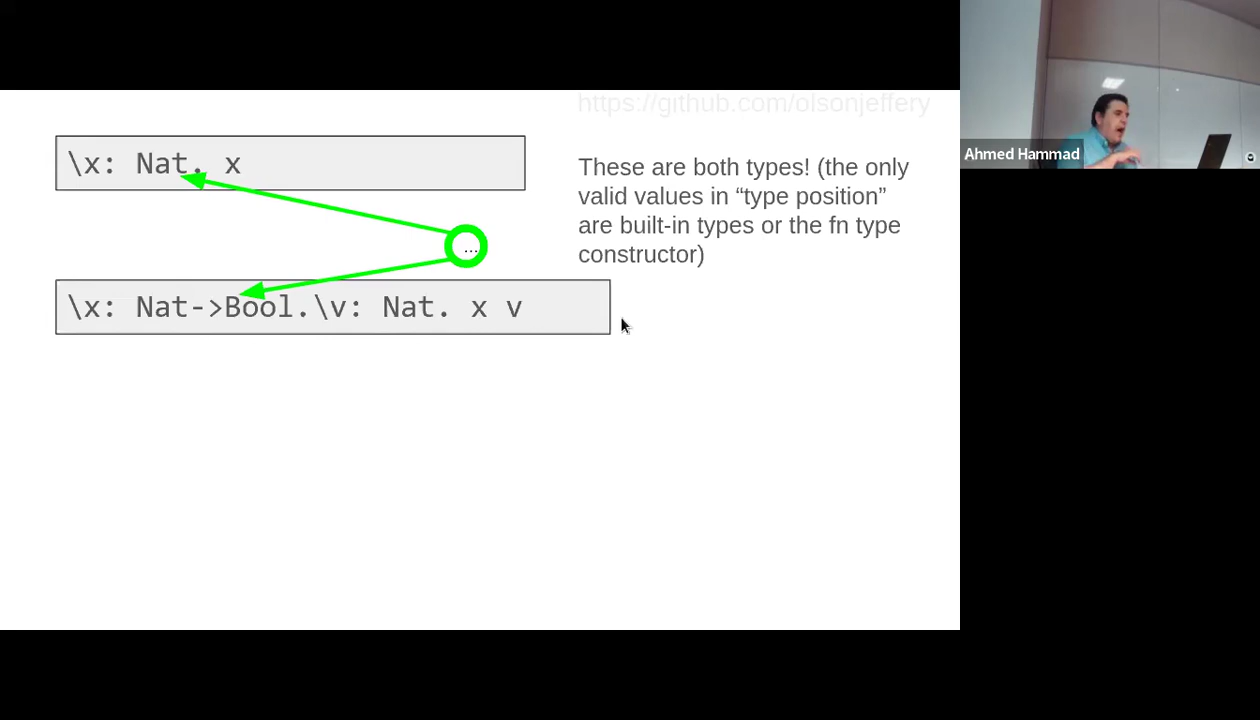 https://github.com/olsonjeffery
\x: Nat. x
These are both types! (the only
valid values in “type position”
are built-in types or the fn type
constructor)
...
\x: Nat->Bool.\v: Nat. x v
Ahmed Hammad